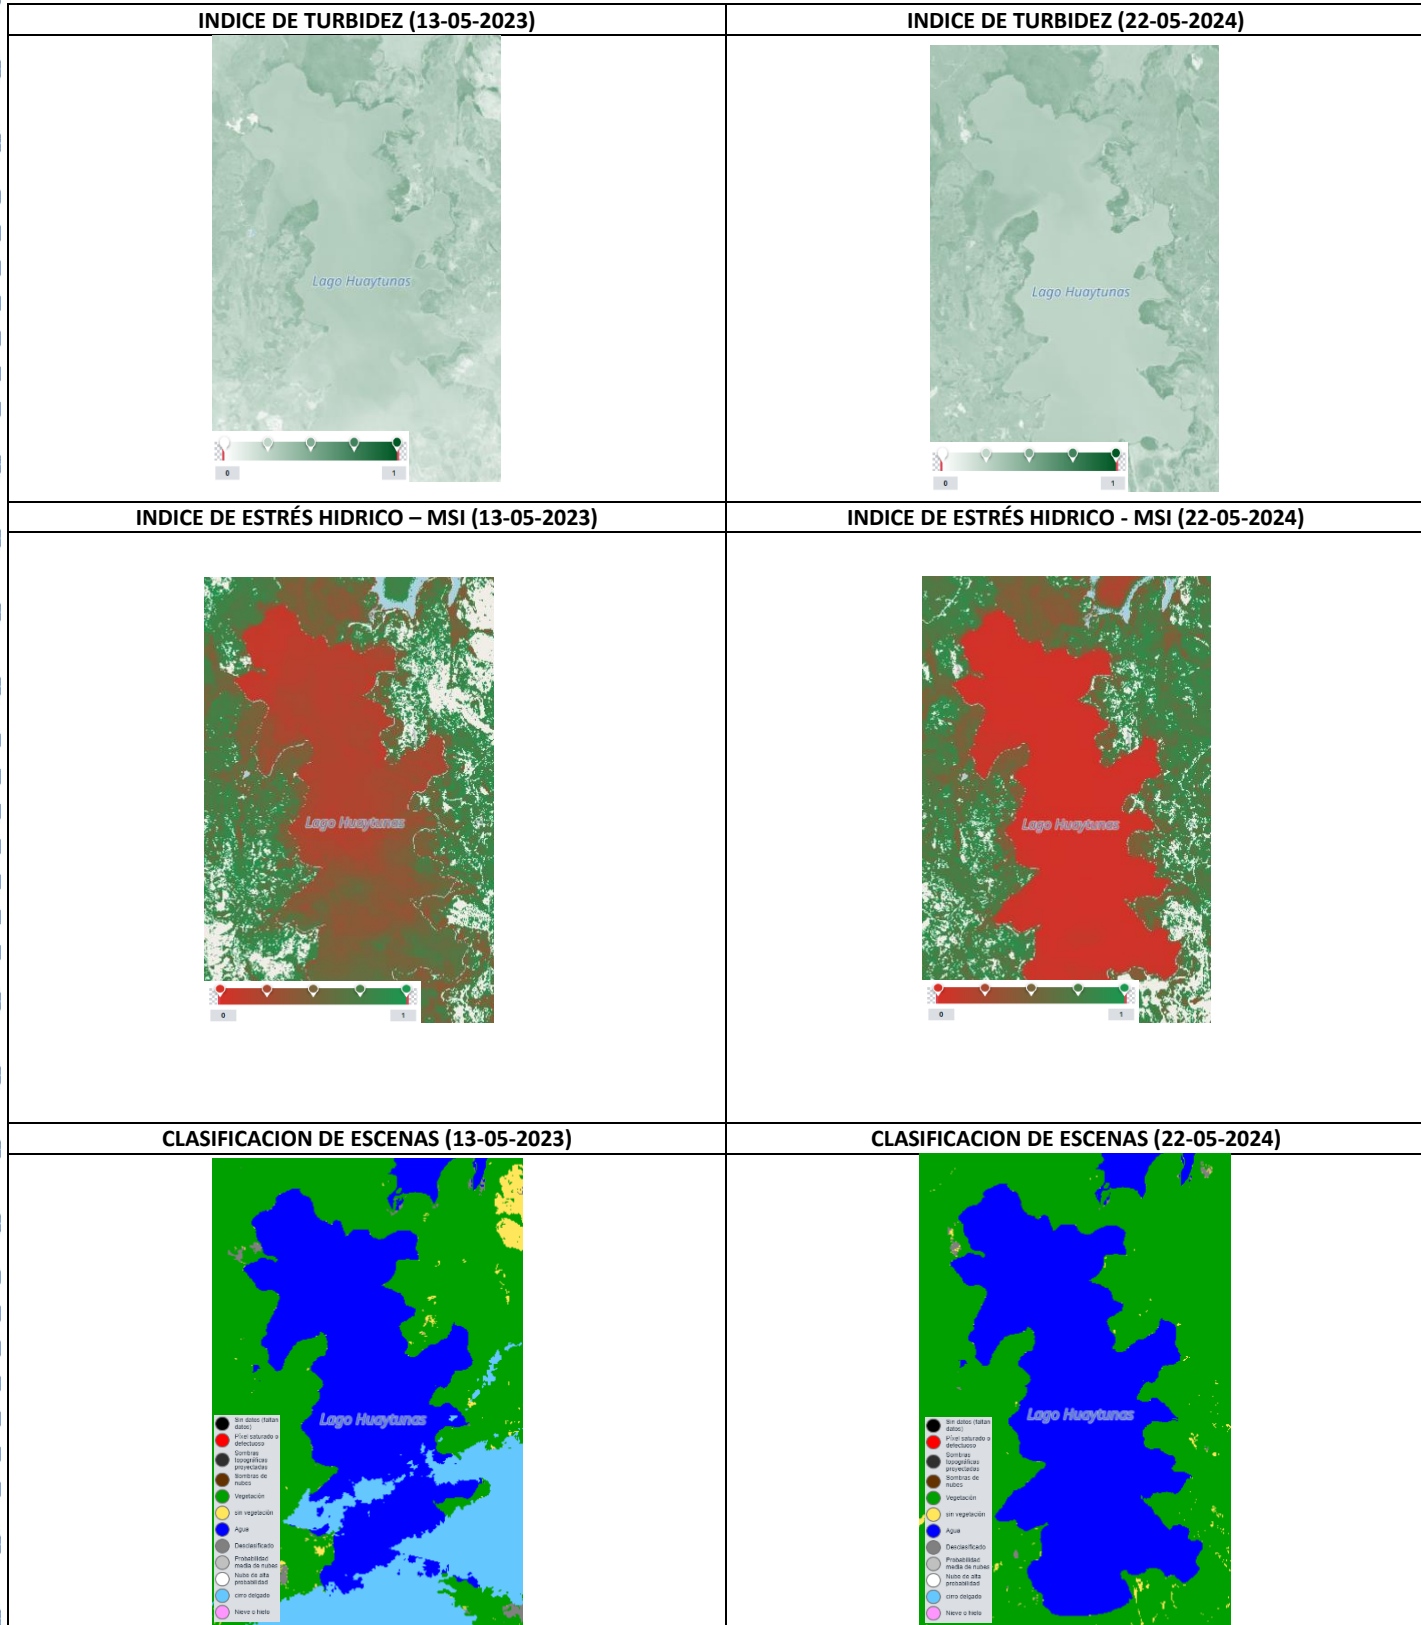 INDICE DE TURBIDEZ (13-05-2023)
INDICE DE TURBIDEZ (22-05-2024)
Lago Huaytunas
0 1
Lago Huaytunas
0 1
INDICE DE ESTRÉS HIDRICO – MSI (13-05-2023)
INDICE DE ESTRÉS HIDRICO - MSI (22-05-2024)
Lago Huaytunas
0 1
Lago Huaytunas
0 1
CLASIFICACION DE ESCENAS (13-05-2023)
CLASIFICACION DE ESCENAS (22-05-2024)
Lago Huaytunas
Sin datos (faltan
datos)
Píxel saturado o
defectuoso
Sombras
topográficas
proyectadas
Sombras de
nubes
Vegetación
sin vegetación
Agua
Desclasificado
Probabilidad
media de nubes
Nubo de alta
probabilidad
cirro delgado
Nieve o hielo
Lago Huaytunas
Sin datos (faltan
datos)
Píxel saturado o
defectuoso
Sombras
topográficas
proyectadas
Sombras de
nubes
Vegetación
sin vegetación
Agua
Desclasificado
Probabilidad
media de nubes
Nubo de alta
probabilidad
cirro delgado
Nieve o hielo